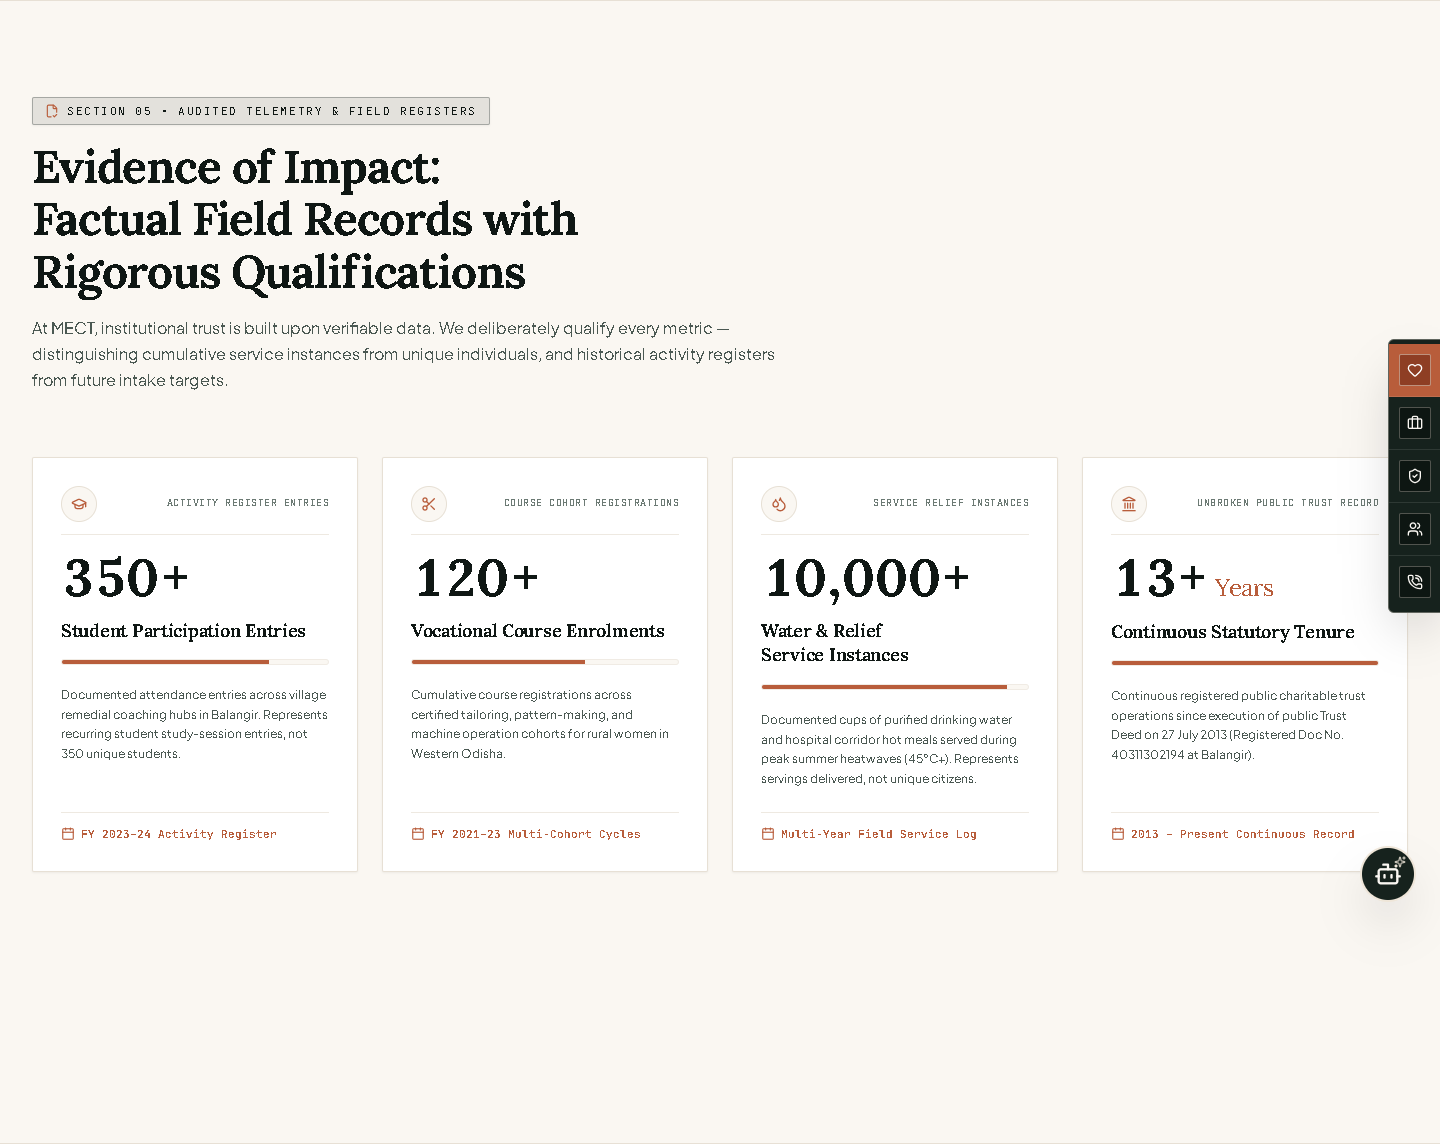 SECTION 05 • AUDITED TELEMETRY & FIELD REGISTERS
Evidence of Impact:
Factual Field Records with
Rigorous Qualifications
At MECT, institutional trust is built upon verifiable data. We deliberately qualify every metric —
distinguishing cumulative service instances from unique individuals, and historical activity registers
from future intake targets.
ACTIVITY REGISTER ENTRIES
350+
Student Participation Entries
Documented attendance entries across village
remedial coaching hubs in Balangir. Represents
recurring student study-session entries, not
350 unique students.
FY 2023–24 Activity Register
COURSE COHORT REGISTRATIONS
120+
Vocational Course Enrolments
Cumulative course registrations across
certified tailoring, pattern-making, and
machine operation cohorts for rural women in
Western Odisha.
FY 2021–23 Multi-Cohort Cycles
SERVICE RELIEF INSTANCES
10,000+
Water & Relief
Service Instances
Documented cups of purified drinking water
and hospital corridor hot meals served during
peak summer heatwaves (45°C+). Represents
servings delivered, not unique citizens.
Multi-Year Field Service Log
UNBROKEN PUBLIC TRUST RECORD
13+ Years
Continuous Statutory Tenure
Continuous registered public charitable trust
operations since execution of public Trust
Deed on 27 July 2013 (Registered Doc No.
40311302194 at Balangir).
2013 – Present Continuous Record